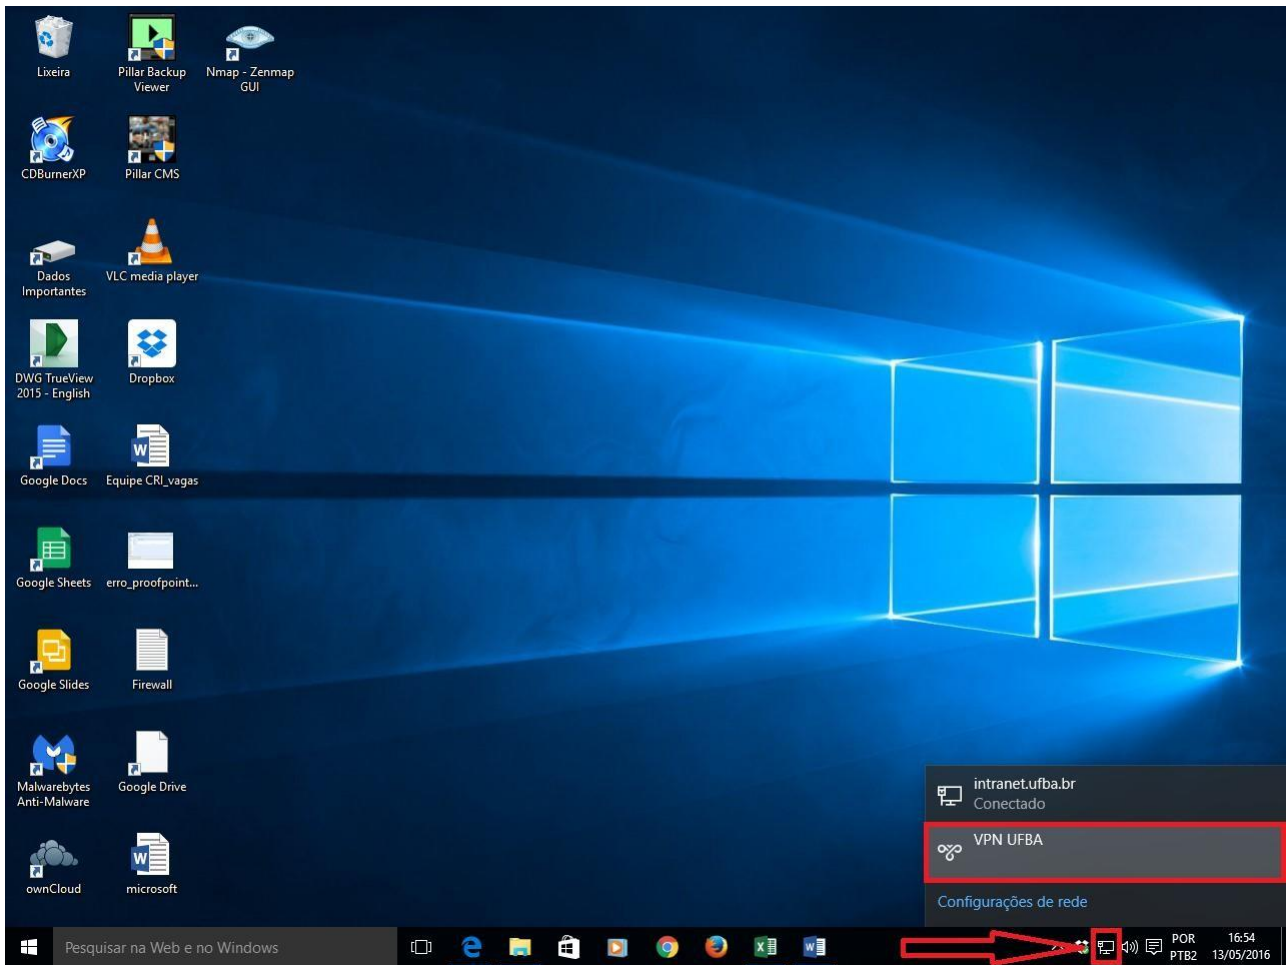 Lixeira
Pillar Backup
Viewer
Nmap - Zenmap
GUI
CDBurnerXP
Pillar CMS
Dados
Importantes
VLC media player
DWG TrueView
2015 - English
Dropbox
Google Docs
Equipe CRI_vagas
Google Sheets
erro_proofpoint...
Google Slides
Firewall
Malwarebytes
Anti-Malware
Google Drive
ownCloud
microsoft
intranet.ufba.br
Conectado
VPN UFBA
Configurações de rede
Pesquisar na Web e no Windows
POR
PTB2
16:54
13/05/2016